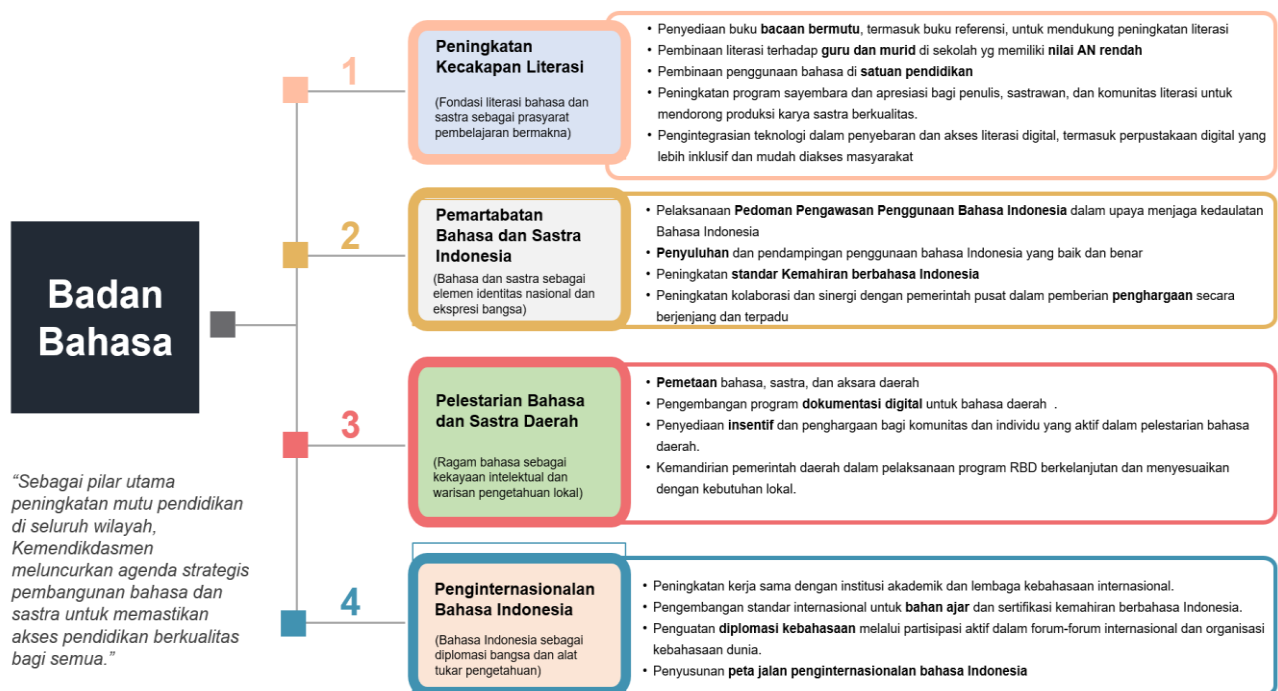 Badan
Bahasa
“Sebagai pilar utama
peningkatan mutu pendidikan
di seluruh wilayah,
Kemendikdasmen
meluncurkan agenda strategis
pembangunan bahasa dan
sastra untuk memastikan
akses pendidikan berkualitas
bagi semua.”
1
Peningkatan
Kecakapan Literasi
(Fondasi literasi bahasa dan
sastra sebagai prasyarat
pembelajaran bermakna)
• Penyediaan buku bacaan bermutu, termasuk buku referensi, untuk mendukung peningkatan literasi
• Pembinaan literasi terhadap guru dan murid di sekolah yg memiliki nilai AN rendah
• Pembinaan penggunaan bahasa di satuan pendidikan
• Peningkatan program sayembara dan apresiasi bagi penulis, sastrawan, dan komunitas literasi untuk
mendorong produksi karya sastra berkualitas.
• Pengintegrasian teknologi dalam penyebaran dan akses literasi digital, termasuk perpustakaan digital yang
lebih inklusif dan mudah diakses masyarakat
2
Pemartabatan
Bahasa dan Sastra
Indonesia
(Bahasa dan sastra sebagai
elemen identitas nasional dan
ekspresi bangsa)
• Pelaksanaan Pedoman Pengawasan Penggunaan Bahasa Indonesia dalam upaya menjaga kedaulatan
Bahasa Indonesia
• Penyuluhan dan pendampingan penggunaan bahasa Indonesia yang baik dan benar
• Peningkatan standar Kemahiran berbahasa Indonesia
• Peningkatan kolaborasi dan sinergi dengan pemerintah pusat dalam pemberian penghargaan secara
berjenjang dan terpadu
3
Pelestarian Bahasa
dan Sastra Daerah
(Ragam bahasa sebagai
kekayaan intelektual dan
warisan pengetahuan lokal)
• Pemetaan bahasa, sastra, dan aksara daerah
• Pengembangan program dokumentasi digital untuk bahasa daerah .
• Penyediaan insentif dan penghargaan bagi komunitas dan individu yang aktif dalam pelestarian bahasa
daerah.
• Kemandirian pemerintah daerah dalam pelaksanaan program RBD berkelanjutan dan menyesuaikan
dengan kebutuhan lokal.
4
Penginternasionalan
Bahasa Indonesia
(Bahasa Indonesia sebagai
diplomasi bangsa dan alat
tukar pengetahuan)
• Peningkatan kerja sama dengan institusi akademik dan lembaga kebahasaan internasional.
• Pengembangan standar internasional untuk bahan ajar dan sertifikasi kemahiran berbahasa Indonesia.
• Penguatan diplomasi kebahasaan melalui partisipasi aktif dalam forum-forum internasional dan organisasi
kebahasaan dunia.
• Penyusunan peta jalan penginternasionalan bahasa Indonesia